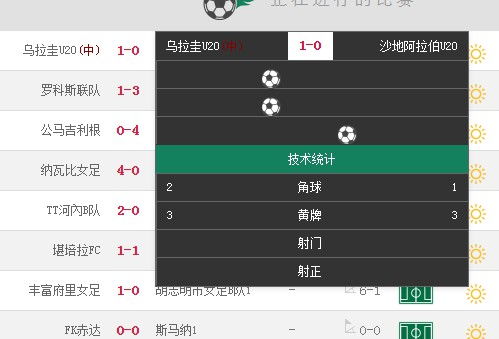 正在进行的比赛
乌拉圭U20(中) 1-0 乌拉圭U20(中) 1-0 沙地阿拉伯U20
罗科斯联队 1-3
公马吉利根 0-4
纳瓦比女足 4-0 技术统计
2 角球 1
TT河内B队 2-0 3 黄牌 3
堪培拉FC 1-1 射门
射正
丰富府里女足 1-0 胡志明市女足B队1 - 6-1
FK赤达 0-0 斯马纳1 - 0-0